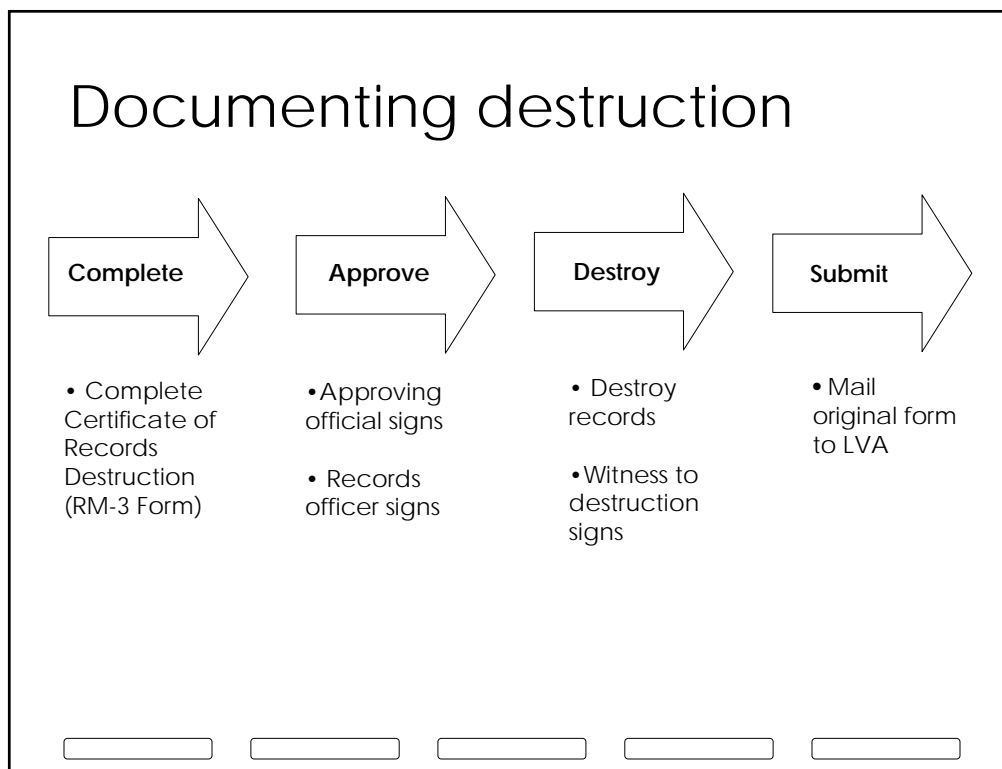 Documenting destruction
Complete
Approve
Destroy
Submit
• Complete
Certificate of
Records
Destruction
(RM-3 Form)
•Approving
official signs
• Records
officer signs
• Destroy
records
•Witness to
destruction
signs
• Mail
original form
to LVA